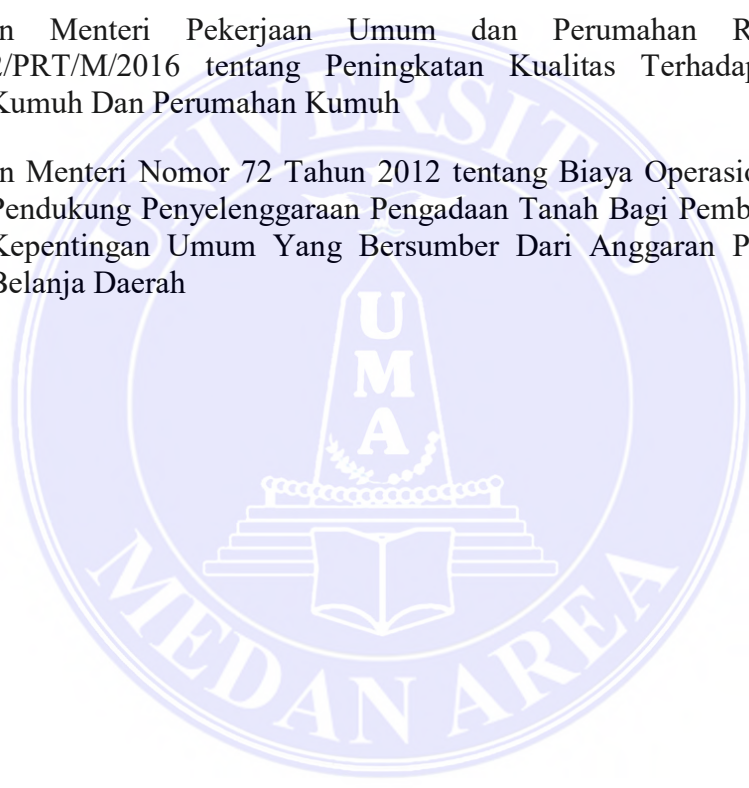 n Menteri Pekerjaan Umum dan Perumahan R
/PRT/M/2016 tentang Peningkatan Kualitas Terhadap
Kumuh Dan Perumahan Kumuh
n Menteri Nomor 72 Tahun 2012 tentang Biaya Operasio
Pendukung Penyelenggaraan Pengadaan Tanah Bagi Pemb
Kepentingan Umum Yang Bersumber Dari Anggaran P
Belanja Daerah
UNIVERSITAS
U
M
A
MEDAN AREA